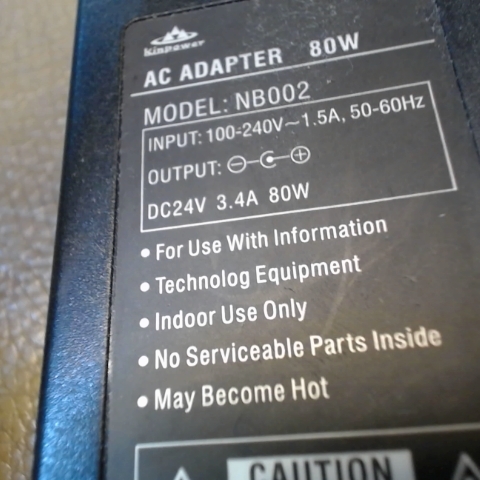 Kinpower
AC ADAPTER 80W
MODEL: NB002
INPUT: 100-240V~1.5A, 50-60Hz
OUTPUT:
DC24V 3.4A 80W
• For Use With Information
• Technolog Equipment
• Indoor Use Only
• No Serviceable Parts Inside
• May Become Hot
CAUTION